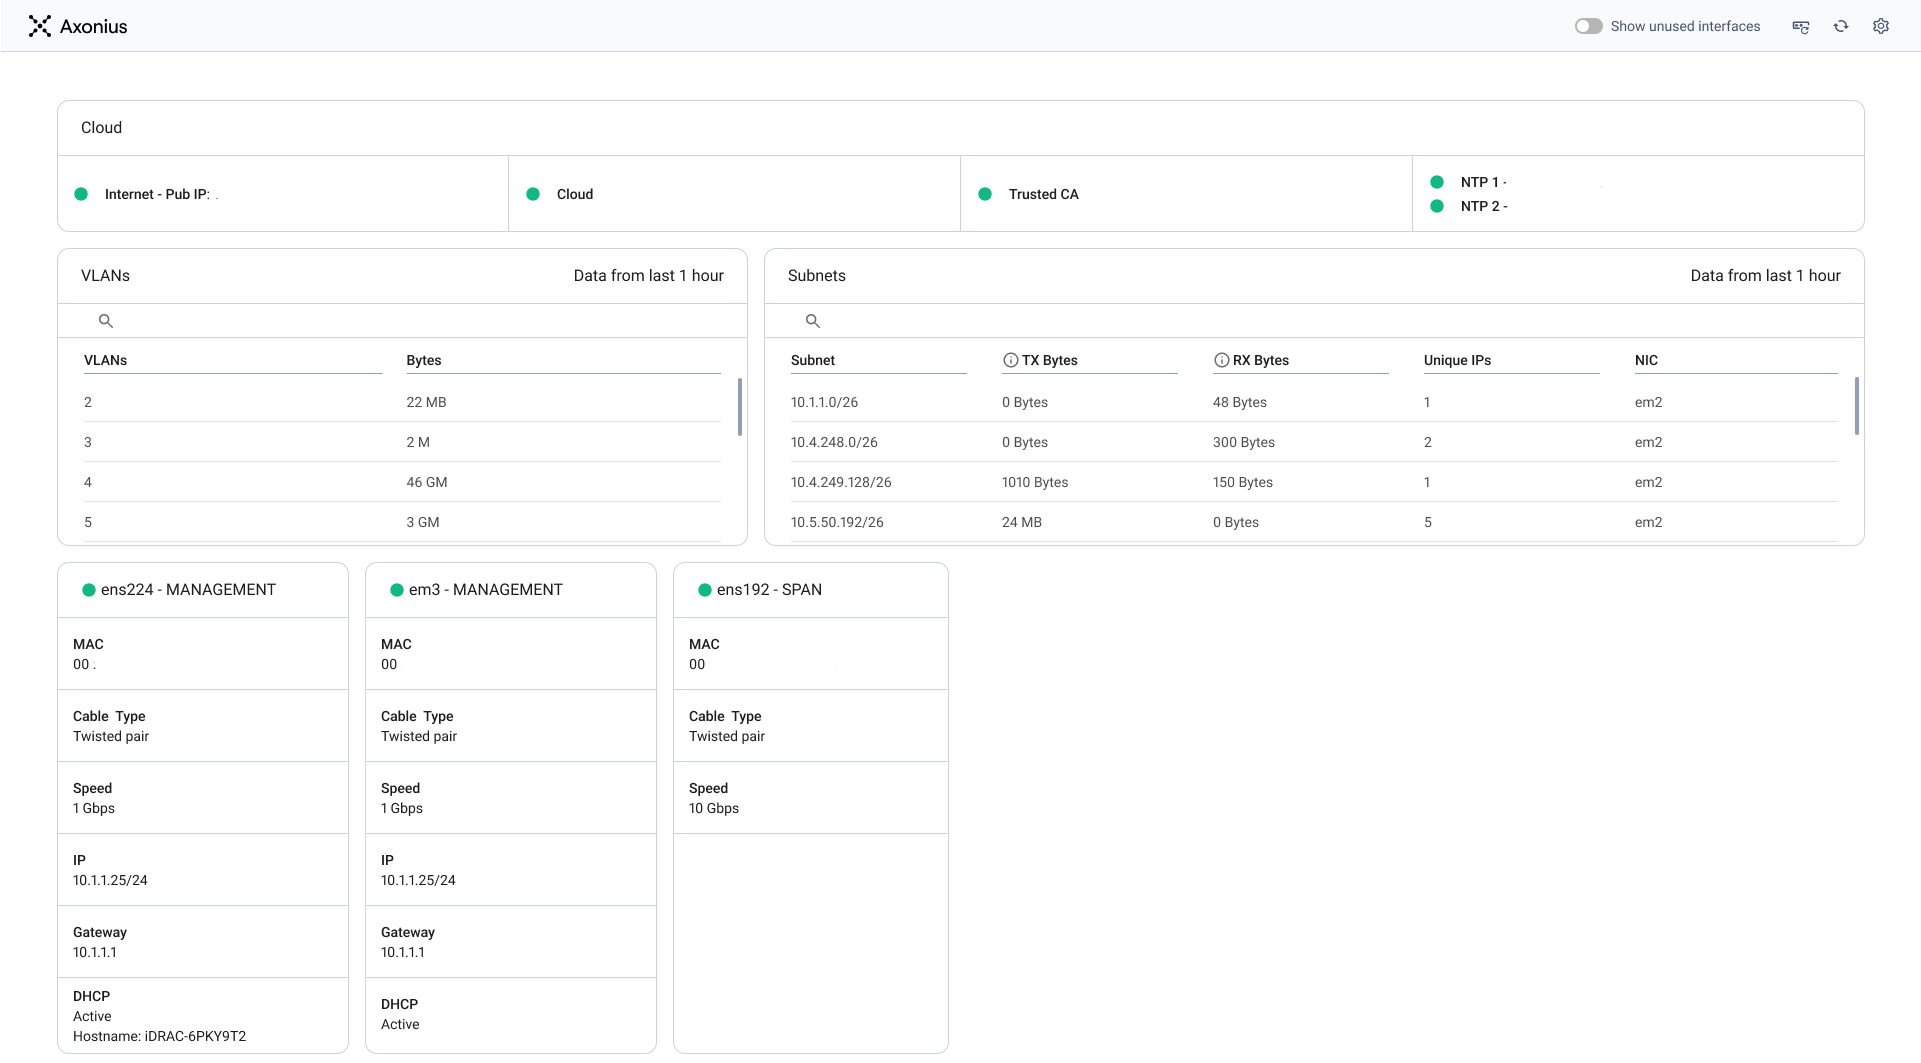 Axonius
Show unused interfaces
Cloud
Internet - Pub IP: .
Cloud
Trusted CA
NTP 1 -
NTP 2 -
VLANs Data from last 1 hour
VLANs Bytes
2 22 MB
3 2 M
4 46 GM
5 3 GM
Subnets Data from last 1 hour
Subnet TX Bytes RX Bytes Unique IPs NIC
10.1.1.0/26 0 Bytes 48 Bytes 1 em2
10.4.248.0/26 0 Bytes 300 Bytes 2 em2
10.4.249.128/26 1010 Bytes 150 Bytes 1 em2
10.5.50.192/26 24 MB 0 Bytes 5 em2
ens224 - MANAGEMENT
MAC
00 .
Cable Type
Twisted pair
Speed
1 Gbps
IP
10.1.1.25/24
Gateway
10.1.1.1
DHCP
Active
Hostname: iDRAC-6PKY9T2
em3 - MANAGEMENT
MAC
00
Cable Type
Twisted pair
Speed
1 Gbps
IP
10.1.1.25/24
Gateway
10.1.1.1
DHCP
Active
ens192 - SPAN
MAC
00
Cable Type
Twisted pair
Speed
10 Gbps